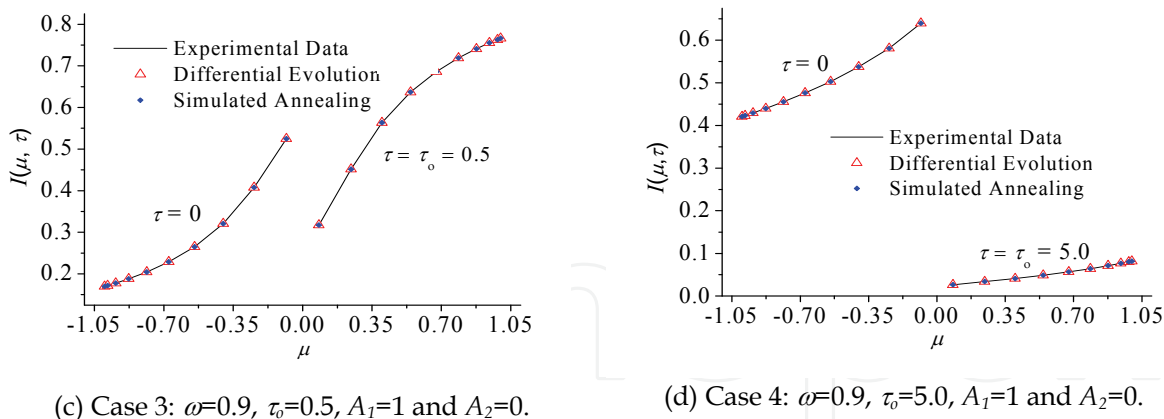 0.8
0.7
0.6
0.5
0.4
0.3
0.2
I(μ, τ)
Experimental Data
Differential Evolution
Simulated Annealing
τ = τo = 0.5
τ = 0
-1.05 -0.70 -0.35 0.00 0.35 0.70 1.05
μ
(c) Case 3: ω=0.9, τo=0.5, A1=1 and A2=0.
0.6
0.5
0.4
0.3
0.2
0.1
0.0
I(μ,τ)
τ = 0
Experimental Data
Differential Evolution
Simulated Annealing
τ = τo = 5.0
-1.05 -0.70 -0.35 0.00 0.35 0.70 1.05
μ
(d) Case 4: ω=0.9, τo=5.0, A1=1 and A2=0.